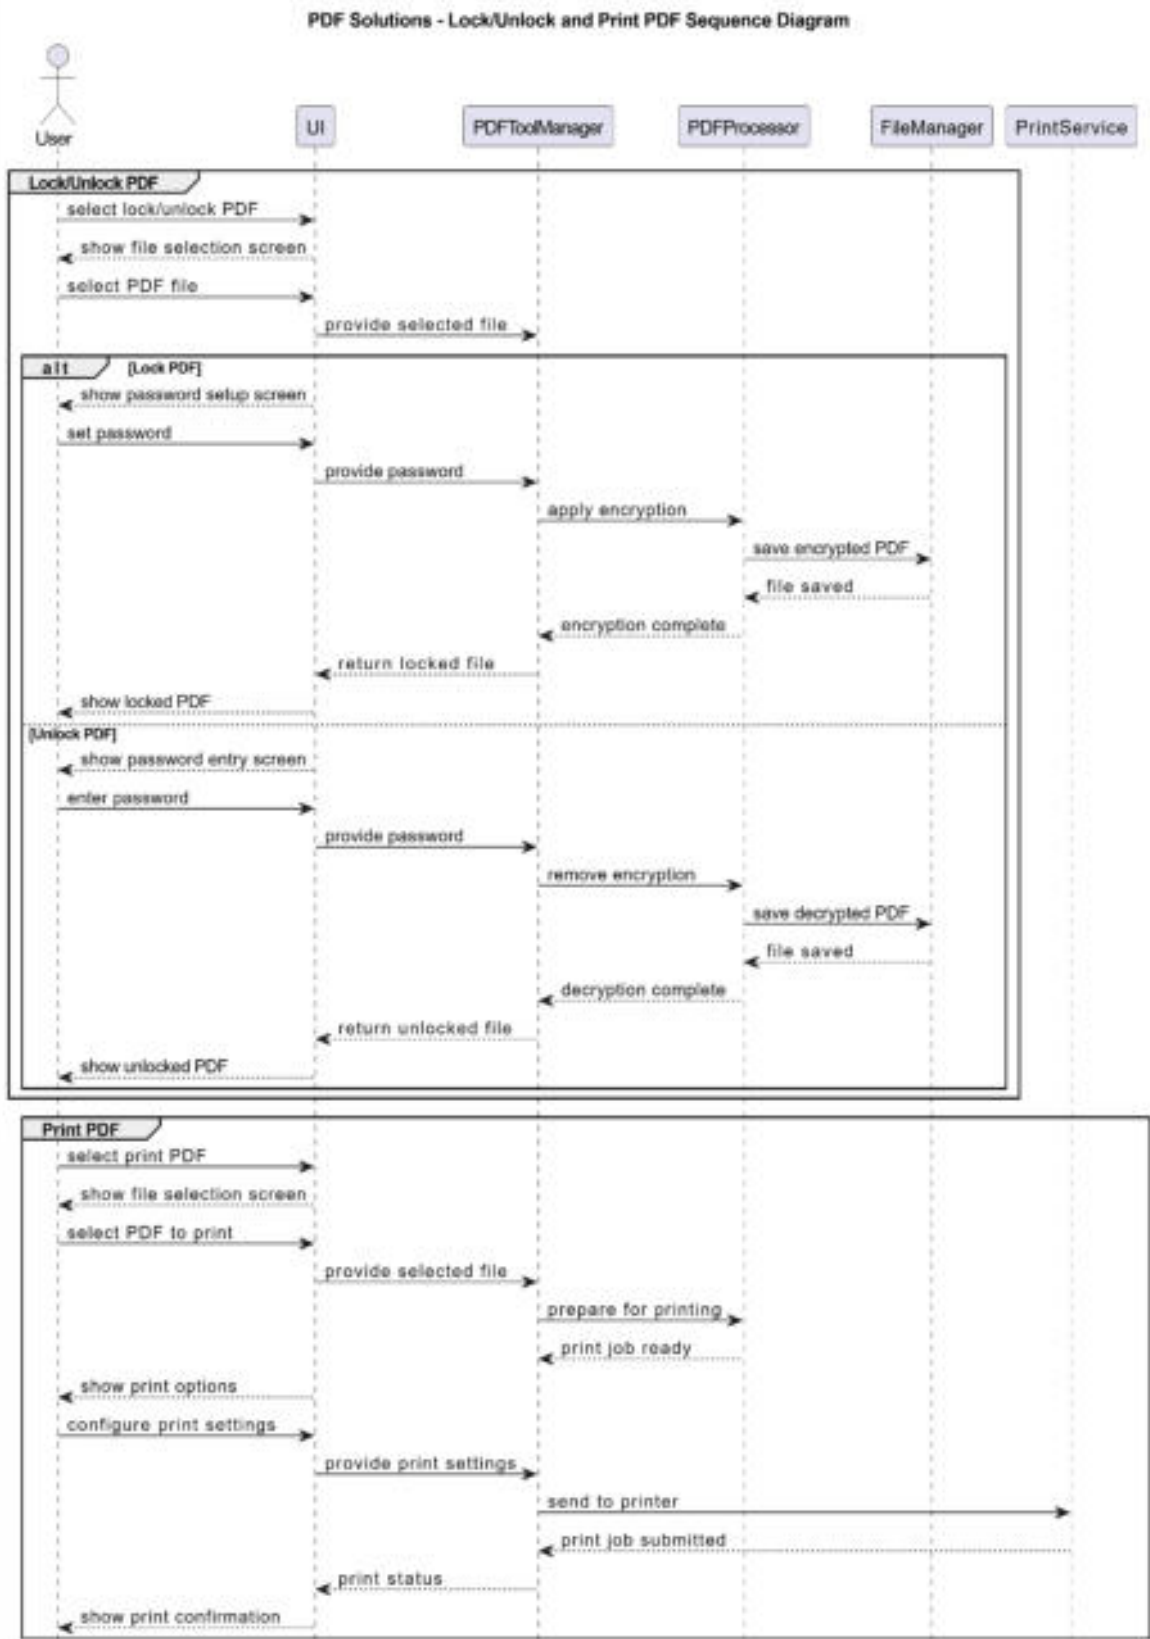 PDF Solutions - Lock/Unlock and Print PDF Sequence Diagram
User
UI
PDFToolManager
PDFProcessor
FileManager
PrintService
Lock/Unlock PDF
select lock/unlock PDF
show file selection screen
select PDF file
provide selected file
alt [Lock PDF]
show password setup screen
set password
provide password
apply encryption
save encrypted PDF
file saved
encryption complete
return locked file
show locked PDF
[Unlock PDF]
show password entry screen
enter password
provide password
remove encryption
save decrypted PDF
file saved
decryption complete
return unlocked file
show unlocked PDF
Print PDF
select print PDF
show file selection screen
select PDF to print
provide selected file
prepare for printing
print job ready
show print options
configure print settings
provide print settings
send to printer
print job submitted
print status
show print confirmation